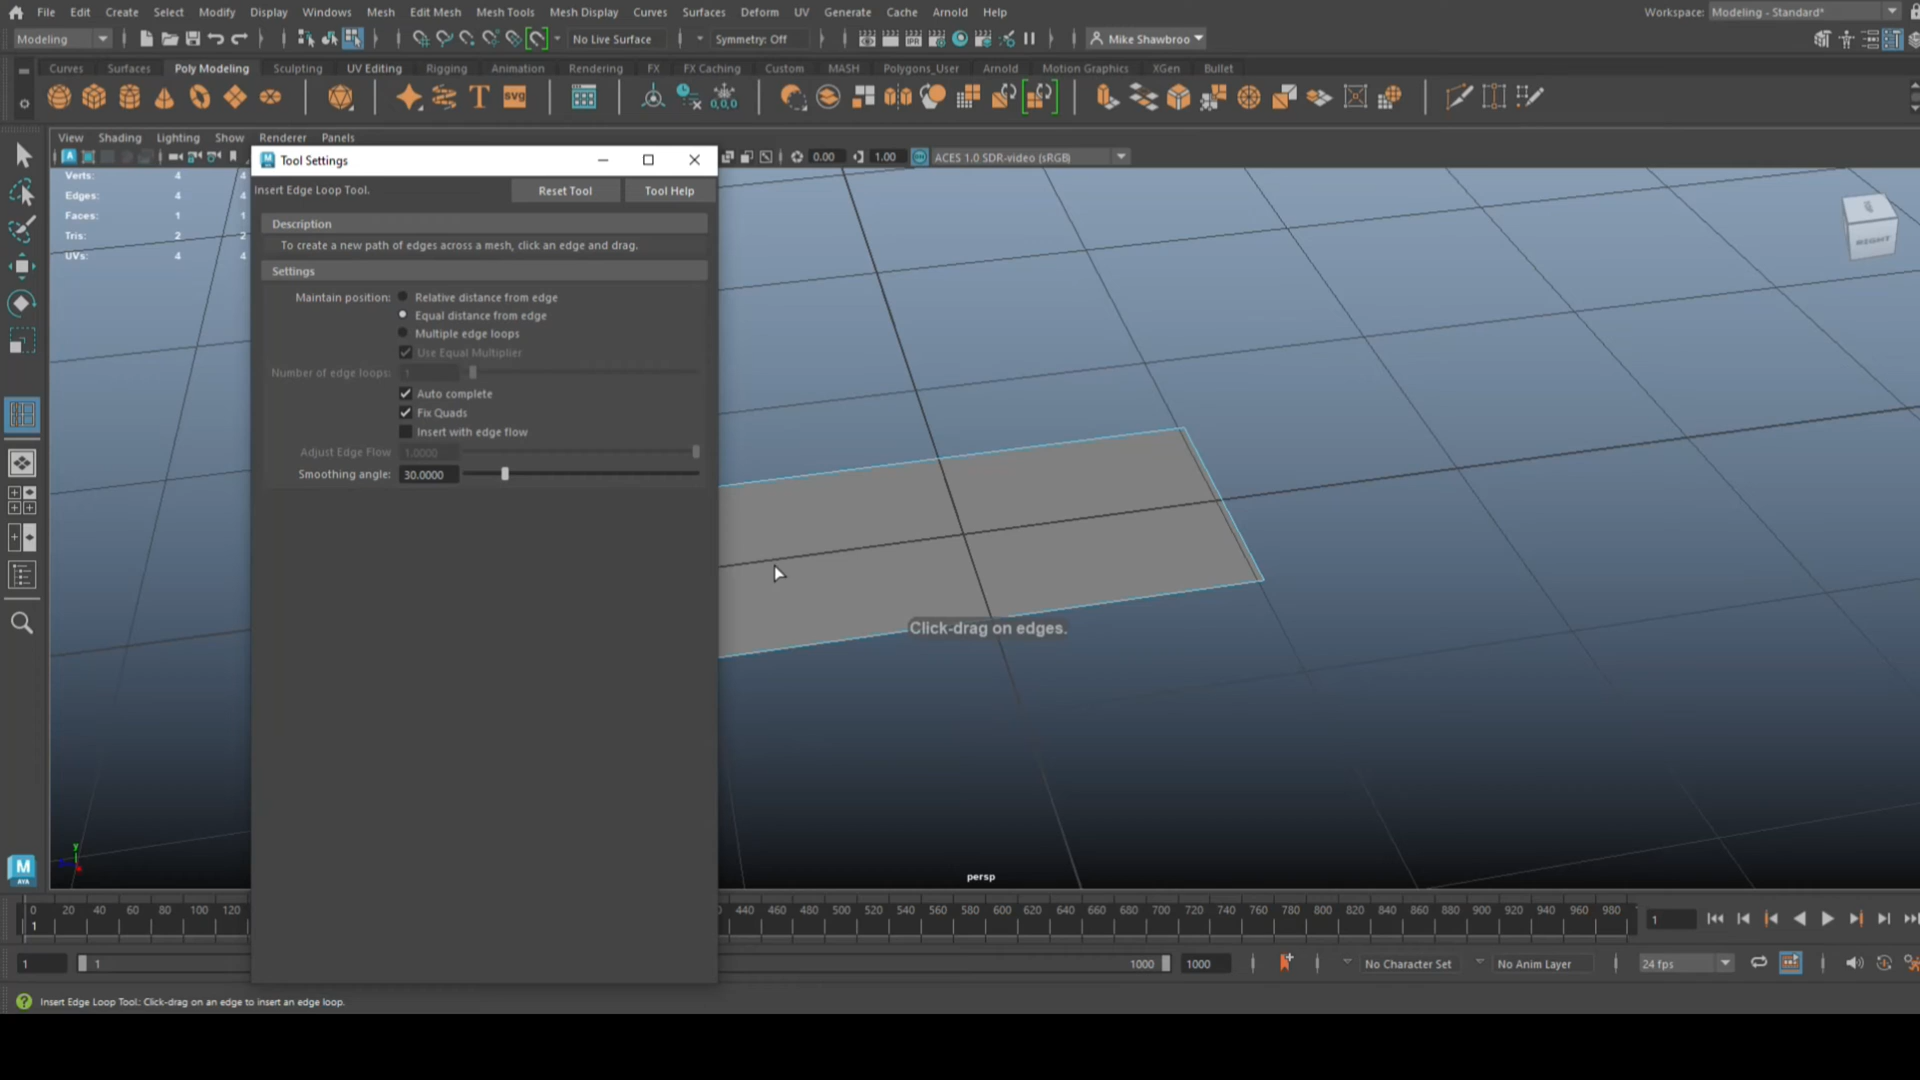 File Edit Create Select Modify Display Windows Mesh Edit Mesh Mesh Tools Mesh Display Curves Surfaces Deform UV Generate Cache Arnold Help Workspace: Modeling - Standard*
Modeling No Live Surface Symmetry: Off Mike Shawbroo
Curves Surfaces Poly Modeling Sculpting UV Editing Rigging Animation Rendering FX FX Caching Custom MASH Polygons_User Arnold Motion Graphics XGen Bullet
T svg 0,0,0
View Shading Lighting Show Renderer Panels
0.00 1.00 ACES 1.0 SDR-video (sRGB)
Tool Settings
Verts: 4 4
Edges: 4 4
Faces: 1 1
Tris: 2 2
UVs: 4 4
Insert Edge Loop Tool. Reset Tool Tool Help
Description
To create a new path of edges across a mesh, click an edge and drag.
Settings
Maintain position: Relative distance from edge
Equal distance from edge
Multiple edge loops
Use Equal Multiplier
Number of edge loops: 1
Auto complete
Fix Quads
Insert with edge flow
Adjust Edge Flow 1.0000
Smoothing angle: 30.0000
RIGHT
Click-drag on edges.
y
M
persp
0 20 40 60 80 100 120 440 460 480 500 520 540 560 580 600 620 640 660 680 700 720 740 760 780 800 820 840 860 880 900 920 940 960 980
1 1
1 1 1000 1000 No Character Set No Anim Layer 24 fps
Insert Edge Loop Tool: Click-drag on an edge to insert an edge loop.